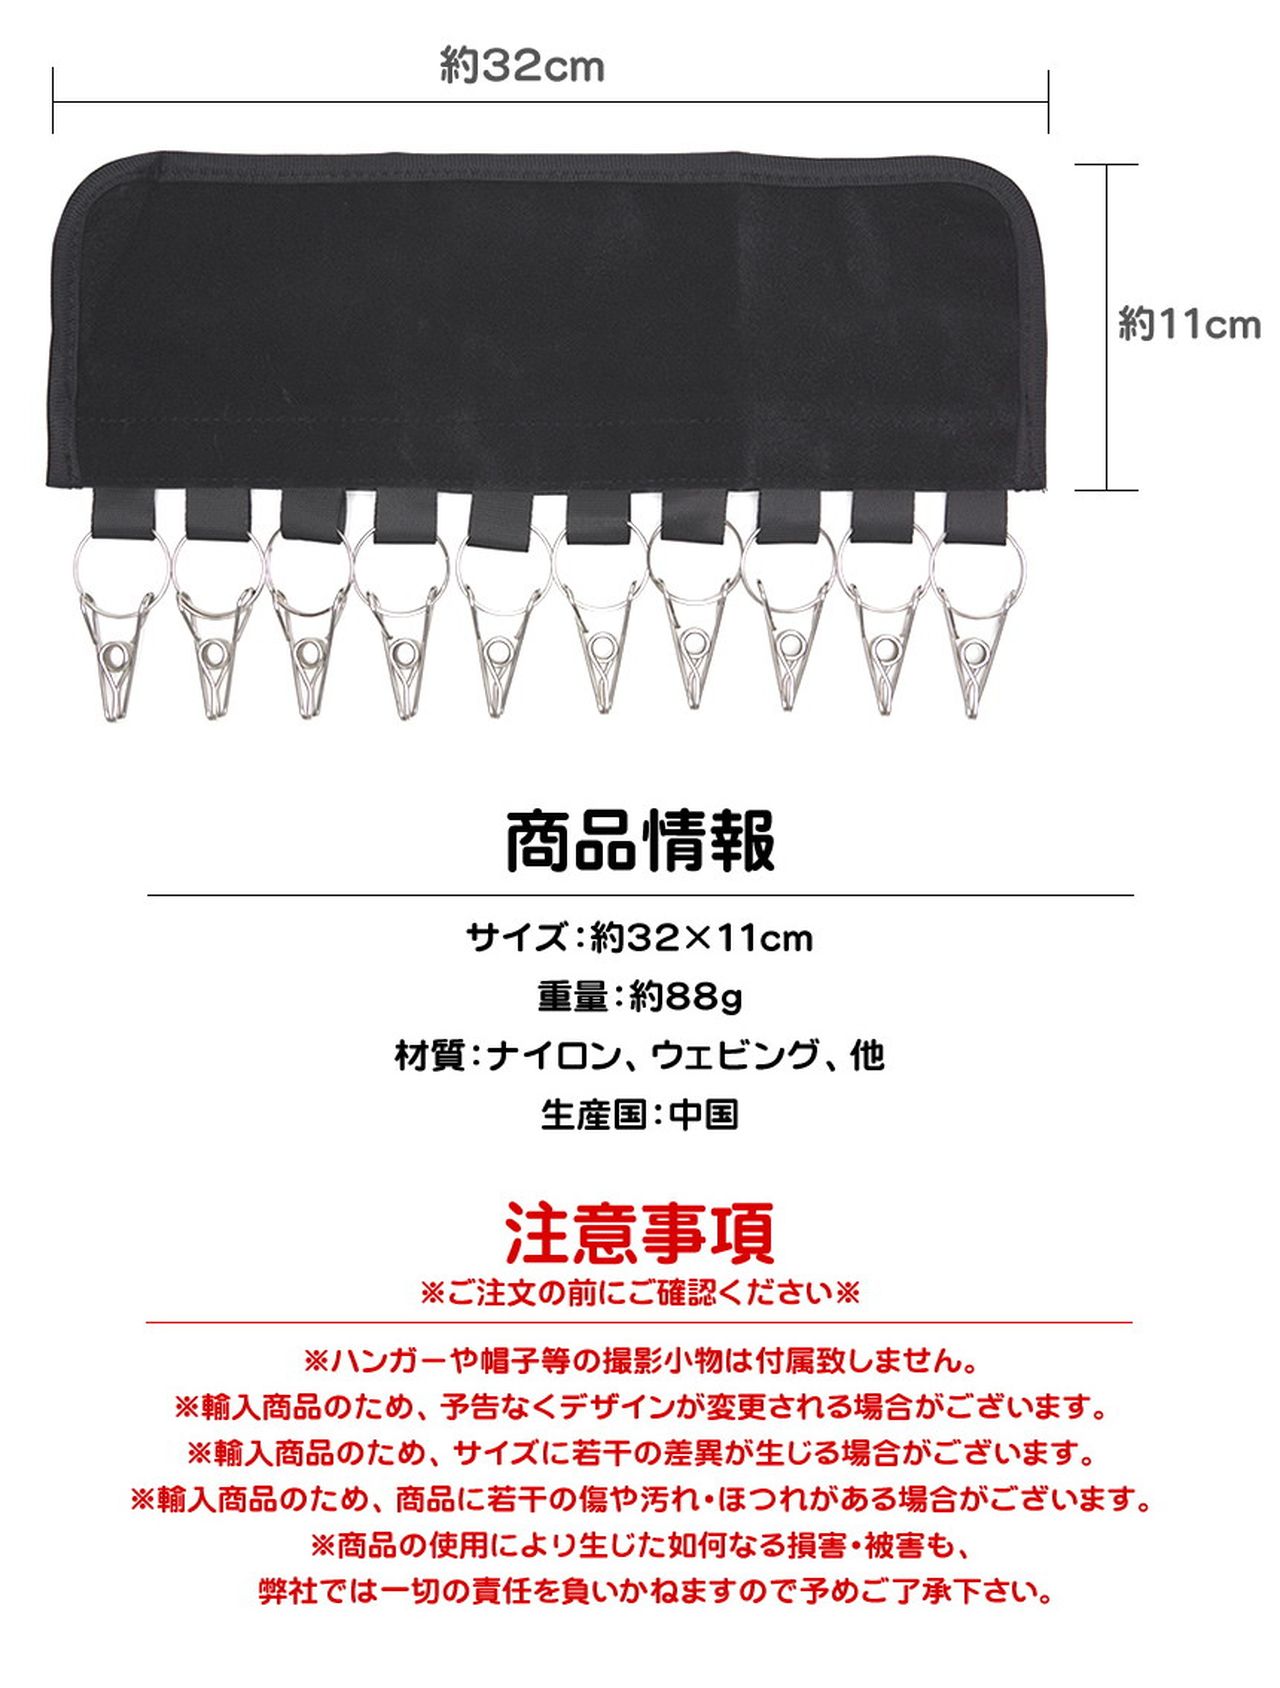 約32cm
約11cm
商品情報
サイズ：約32×11cm
重量：約88g
材質：ナイロン、ウェビング、他
生産国：中国
注意事項
※ご注文の前にご確認ください※
※ハンガーや帽子等の撮影小物は付属致しません。
※輸入商品のため、予告なくデザインが変更される場合がございます。
※輸入商品のため、サイズに若干の差異が生じる場合がございます。
※輸入商品のため、商品に若干の傷や汚れ・ほつれがある場合がございます。
※商品の使用により生じた如何なる損害・被害も、
弊社では一切の責任を負いかねますので予めご了承下さい。